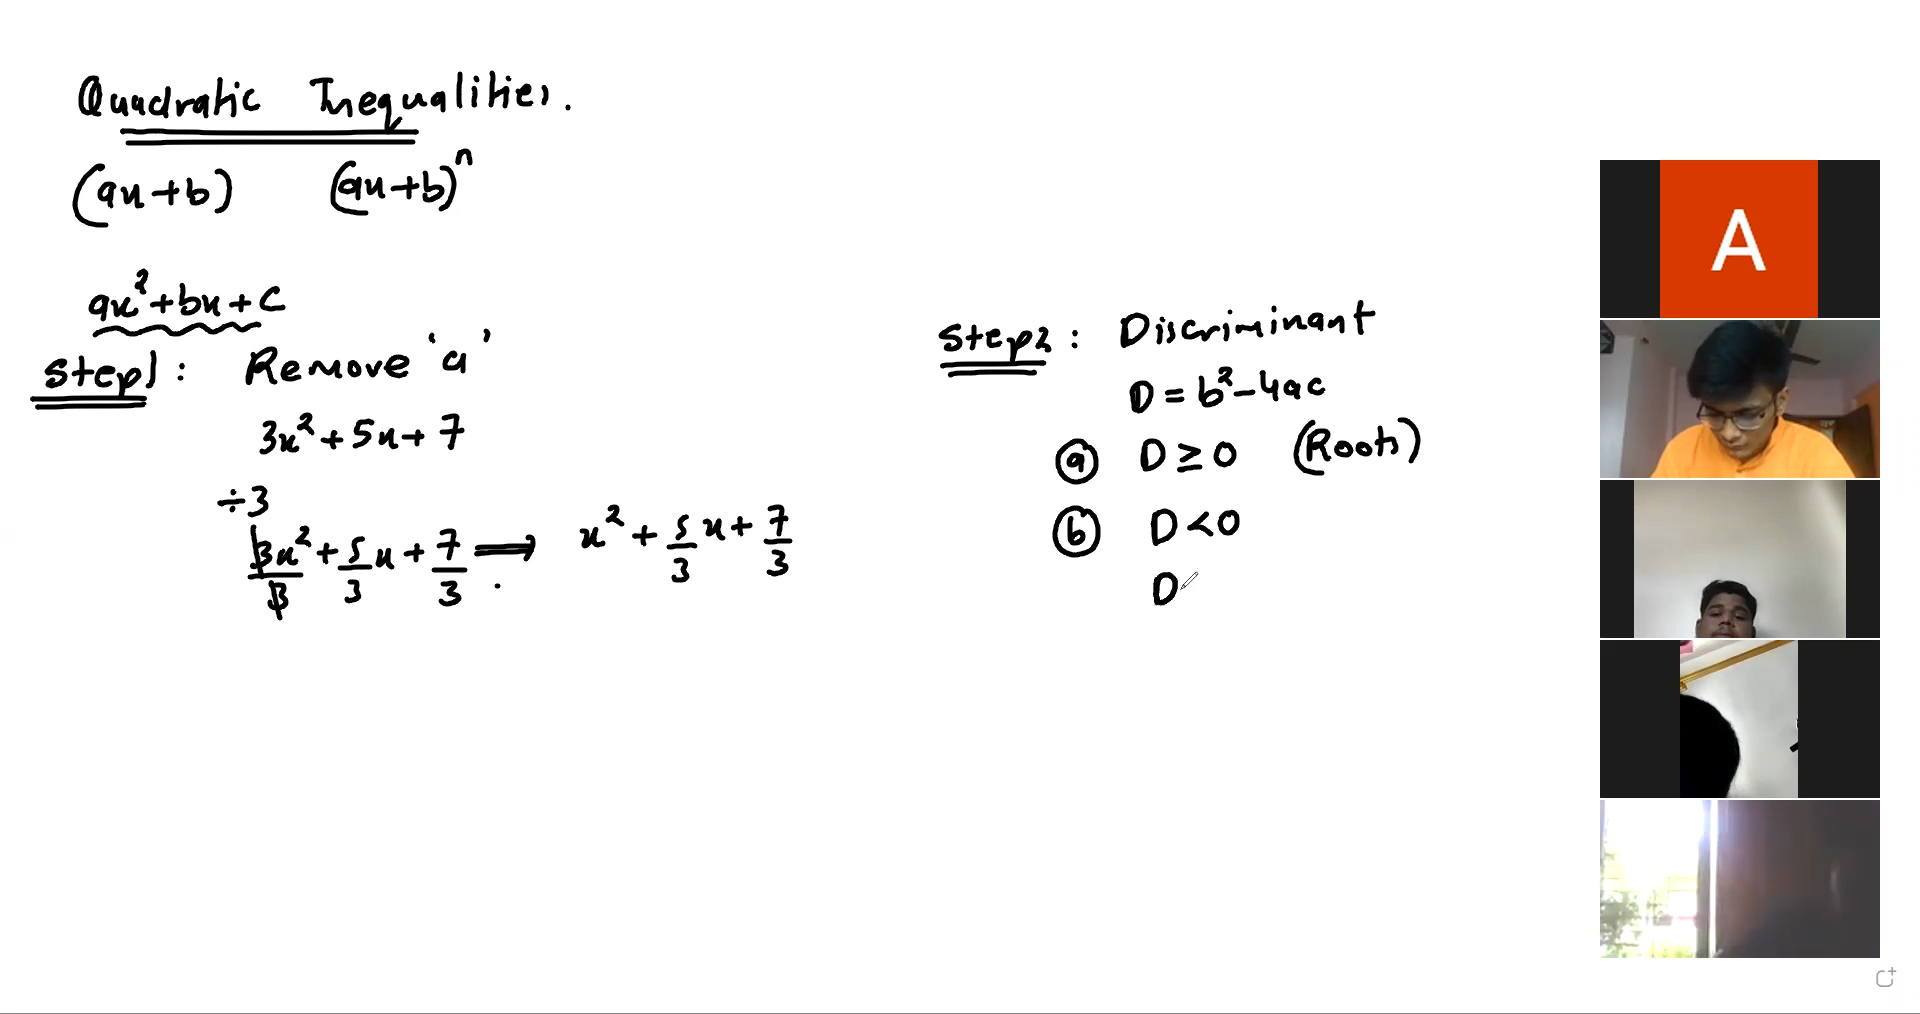 Quadratic Inequalities.
(ax+b) (ax+b)ⁿ
ax²+bx+c
Step1: Remove 'a'
3x²+5x+7
÷3
3x²/3 + 5/3 x + 7/3 ⟹ x² + 5/3 x + 7/3
Step2: Discriminant
D = b²-4ac
ⓐ D ≥ 0 (Roots)
ⓑ D < 0
D
A